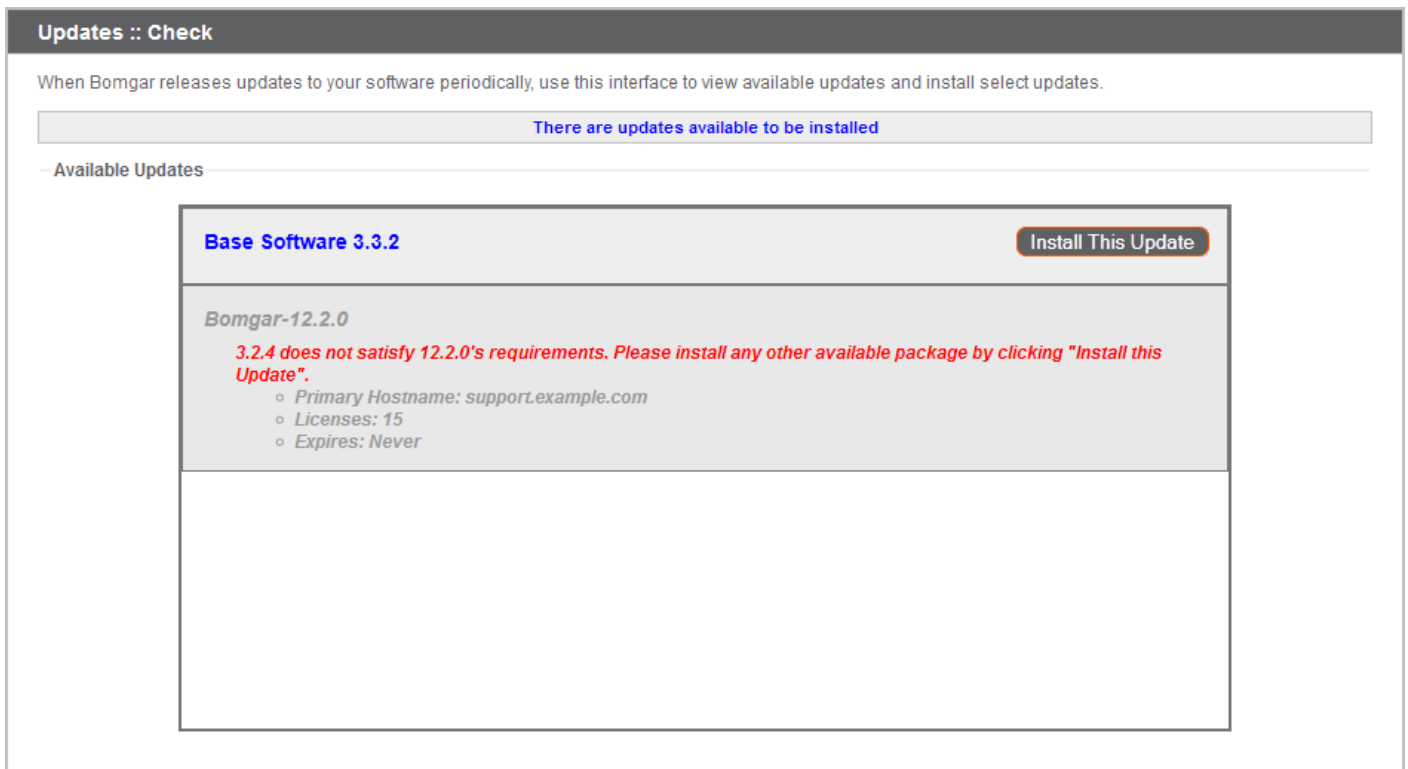 Updates :: Check
When Bomgar releases updates to your software periodically, use this interface to view available updates and install select updates.
There are updates available to be installed
Available Updates
Base Software 3.3.2
Install This Update
Bomgar-12.2.0
3.2.4 does not satisfy 12.2.0's requirements. Please install any other available package by clicking "Install this
Update".
◦ Primary Hostname: support.example.com
◦ Licenses: 15
◦ Expires: Never